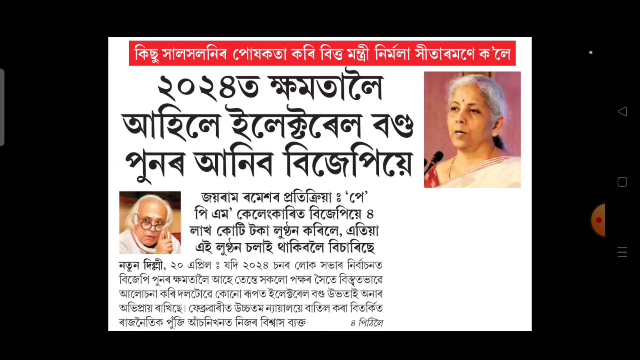 কিছু সালসলনিৰ পোষকতা কৰি বিত্ত মন্ত্ৰী নিৰ্মলা সীতাৰমণে ক’লে
২০২৪ত ক্ষমতালৈ
আহিলে ইলেক্টৰেল বণ্ড
পুনৰ আনিব বিজেপিয়ে
জয়ৰাম ৰমেশৰ প্ৰতিক্ৰিয়া ঃ ‘পে’
পি এম’ কেলেংকাৰিত বিজেপিয়ে ৪
লাখ কোটি টকা লুণ্ঠন কৰিলে, এতিয়া
এই লুণ্ঠন চলাই থাকিবলৈ বিচাৰিছে
নতুন দিল্লী, ২০ এপ্ৰিল ঃ যদি ২০২৪ চনৰ লোক সভাৰ নিৰ্বাচনত
বিজেপি পুনৰ ক্ষমতালৈ আহে তেন্তে সকলো পক্ষৰ সৈতে বিস্তৃতভাৱে
আলোচনা কৰি দলটোৱে কোনো ৰূপত ইলেক্টৰেল বণ্ড উভতাই অনাৰ
অভিপ্ৰায় ৰাখিছে। ফেব্ৰুৱাৰীত উচ্চতম ন্যায়ালয়ে বাতিল কৰা বিতৰ্কিত
ৰাজনৈতিক পুঁজি আঁচনিখনত নিজৰ বিশ্বাস ব্যক্ত ৪ পিঠিলৈ